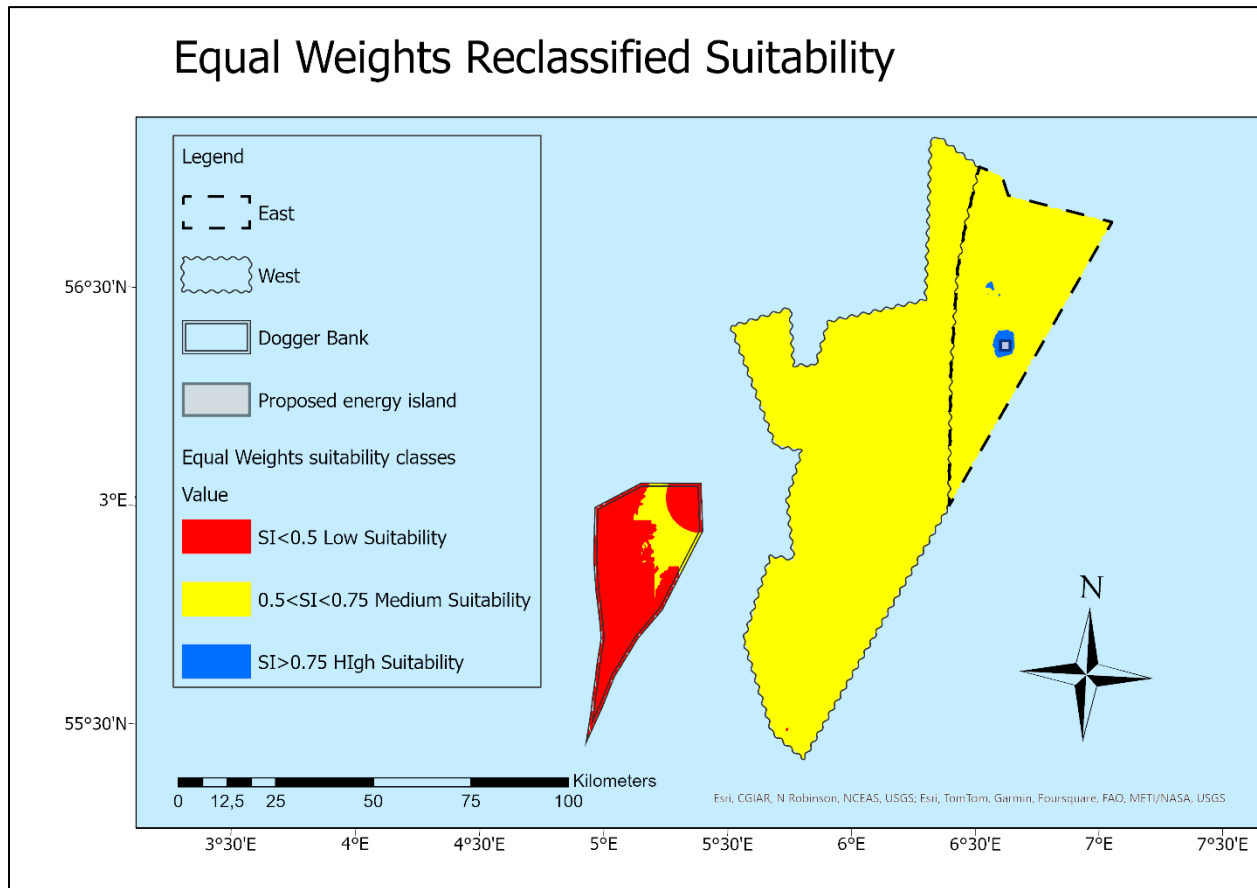 Equal Weights Reclassified Suitability
Legend
East
West
Dogger Bank
Proposed energy island
Equal Weights suitability classes
Value
SI<0.5 Low Suitability
0.5<SI<0.75 Medium Suitability
SI>0.75 HIgh Suitability
56°30'N
3°E
55°30'N
N
Kilometers
0 12,5 25 50 75 100
Esri, CGIAR, N Robinson, NCEAS, USGS; Esri, TomTom, Garmin, Foursquare, FAO, METI/NASA, USGS
3°30'E 4°E 4°30'E 5°E 5°30'E 6°E 6°30'E 7°E 7°30'E